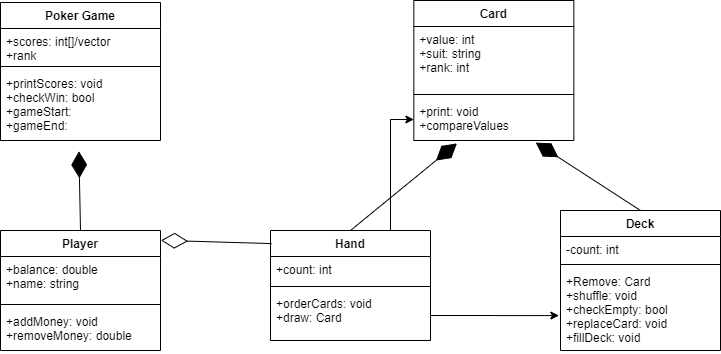 Poker Game
+scores: int[]/vector
+rank
+printScores: void
+checkWin: bool
+gameStart:
+gameEnd:
Card
+value: int
+suit: string
+rank: int
+print: void
+compareValues
Player
+balance: double
+name: string
+addMoney: void
+removeMoney: double
Hand
+count: int
+orderCards: void
+draw: Card
Deck
-count: int
+Remove: Card
+shuffle: void
+checkEmpty: bool
+replaceCard: void
+fillDeck: void